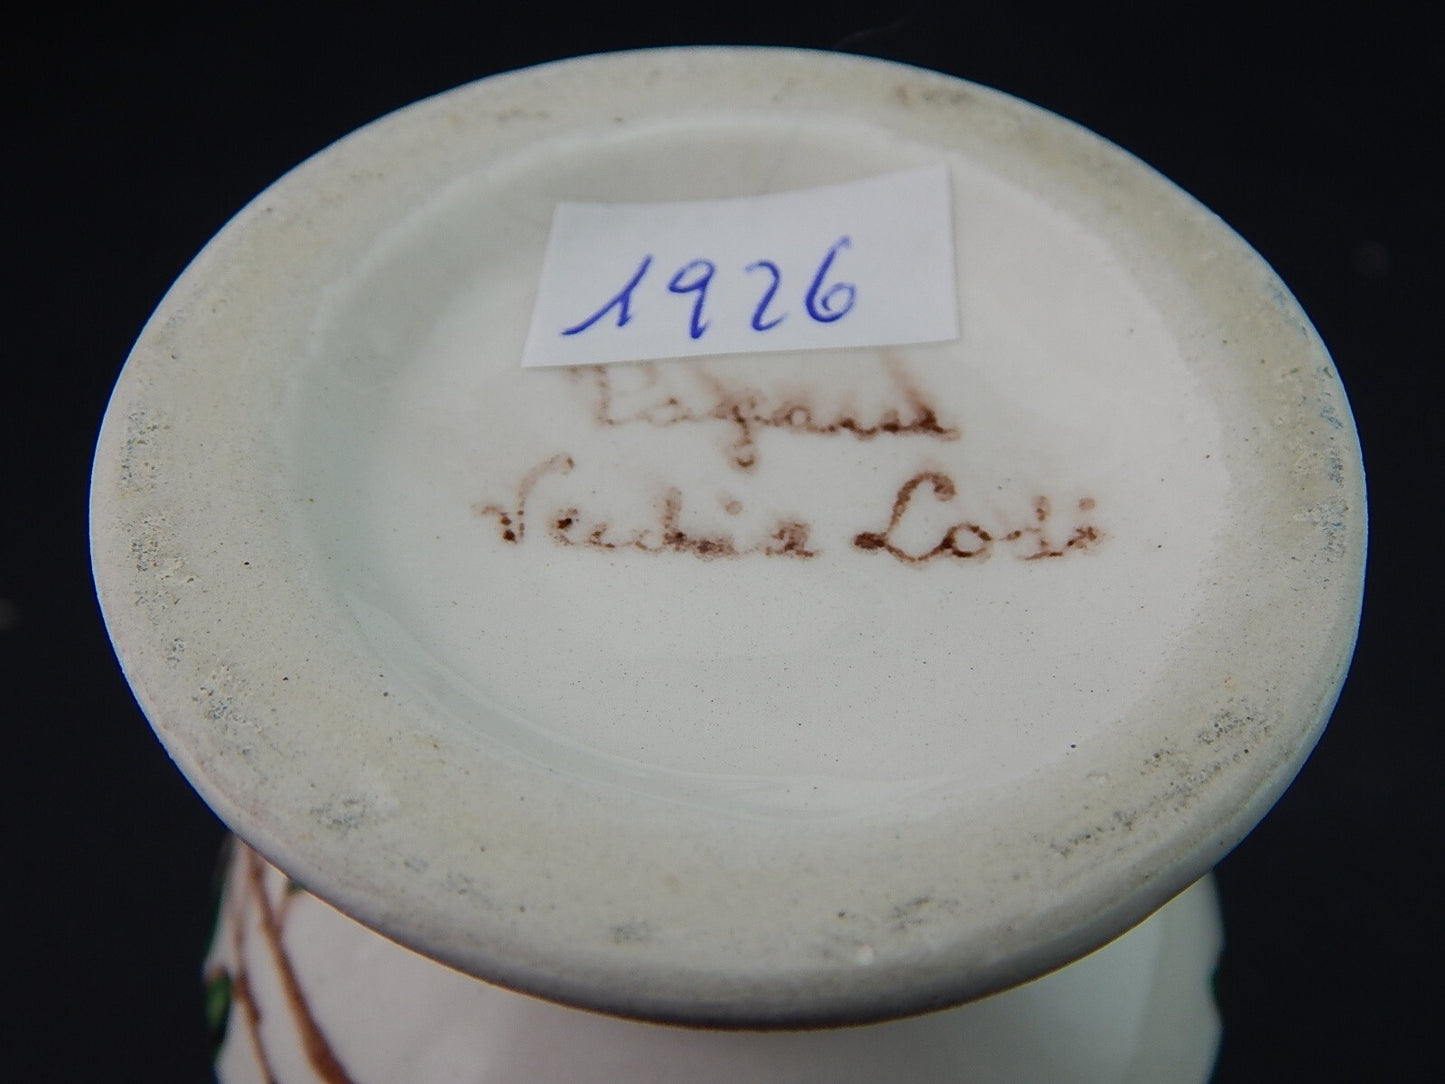 1926
Pagani
Vecchia Lodi